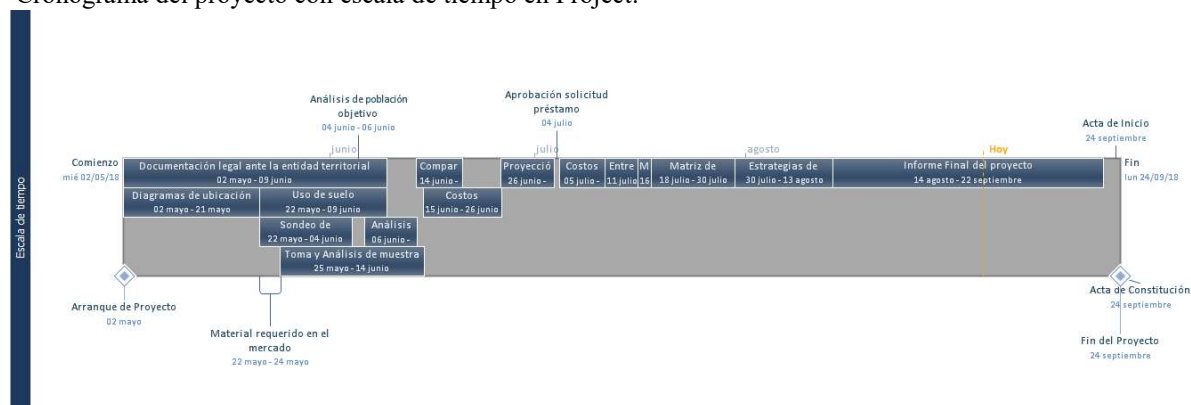 Cronograma del proyecto con escala de tiempo en Project.
Escala de tiempo
Análisis de población
objetivo
04 junio - 06 junio
Aprobación solicitud
préstamo
04 julio
Acta de Inicio
24 septiembre
junio
julio
agosto
Hoy
Comienzo
mié 02/05/18
Fin
lun 24/09/18
Documentación legal ante la entidad territorial
02 mayo - 09 junio
Compar
14 junio -
Proyecció
26 junio -
Costos
05 julio -
Entre
11 julio
M
16
Matriz de
18 julio - 30 julio
Estrategias de
30 julio - 13 agosto
Informe Final del proyecto
14 agosto - 22 septiembre
Diagramas de ubicación
02 mayo - 21 mayo
Uso de suelo
22 mayo - 09 junio
Costos
15 junio - 26 junio
Sondeo de
22 mayo - 04 junio
Análisis
06 junio -
Toma y Análisis de muestra
25 mayo - 14 junio
Arranque de Proyecto
02 mayo
Material requerido en el
mercado
22 mayo - 24 mayo
Acta de Constitución
24 septiembre
Fin del Proyecto
24 septiembre